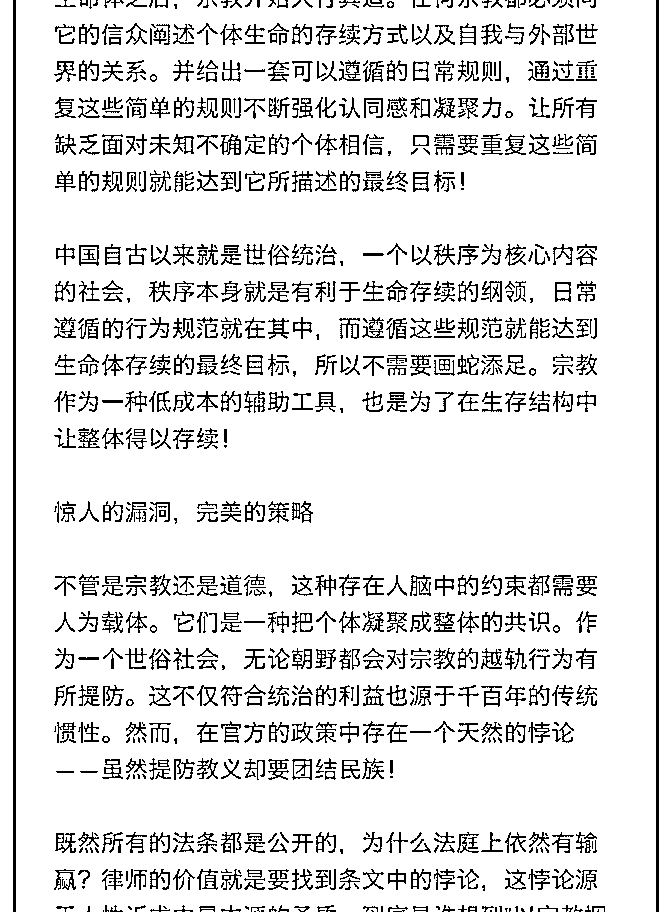 它的信众阐述个体生命的存续方式以及自我与外部世
界的关系。并给出一套可以遵循的日常规则，通过重
复这些简单的规则不断强化认同感和凝聚力。让所有
缺乏面对未知不确定的个体相信，只需要重复这些简
单的规则就能达到它所描述的最终目标！
中国自古以来就是世俗统治，一个以秩序为核心内容
的社会，秩序本身就是有利于生命存续的纲领，日常
遵循的行为规范就在其中，而遵循这些规范就能达到
生命体存续的最终目标，所以不需要画蛇添足。宗教
作为一种低成本的辅助工具，也是为了在生存结构中
让整体得以存续！
惊人的漏洞，完美的策略
不管是宗教还是道德，这种存在人脑中的约束都需要
人为载体。它们是一种把个体凝聚成整体的共识。作
为一个世俗社会，无论朝野都会对宗教的越轨行为有
所提防。这不仅符合统治的利益也源于千百年的传统
惯性。然而，在官方的政策中存在一个天然的悖论
——虽然提防教义却要团结民族！
既然所有的法条都是公开的，为什么法庭上依然有输
赢？律师的价值就是要找到条文中的悖论，这悖论源